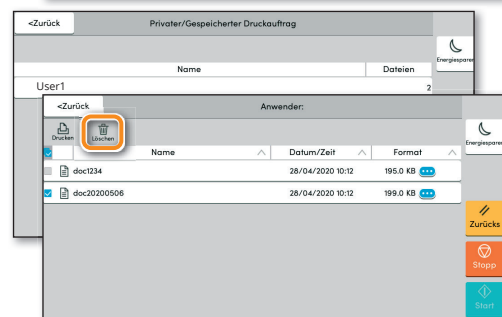 <Zurück
Privater/Gespeicherter Druckauftrag
Energiesparen
Name
Dateien
User1
2
<Zurück
Anwender:
Drucken
Löschen
Energiesparen
Name
Datum/Zeit
Format
doc1234
28/04/2020 10:12
195.0 KB
doc20200506
28/04/2020 10:12
199.0 KB
Zurücks
Stopp
Start